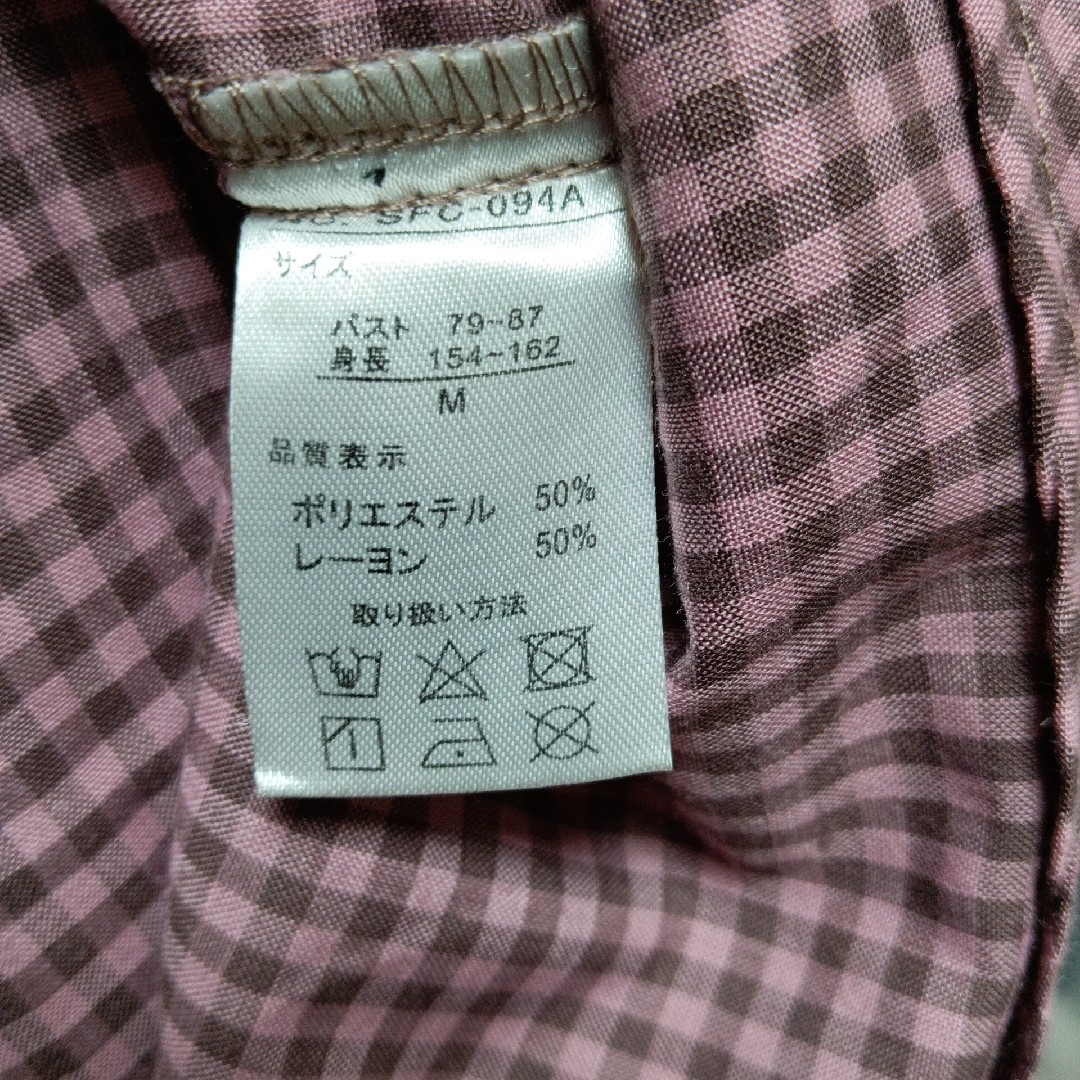 SFC-094A
サイズ
バスト 79~87
身長 154~162
M
品質表示
ポリエステル 50%
レーヨン 50%
取り扱い方法